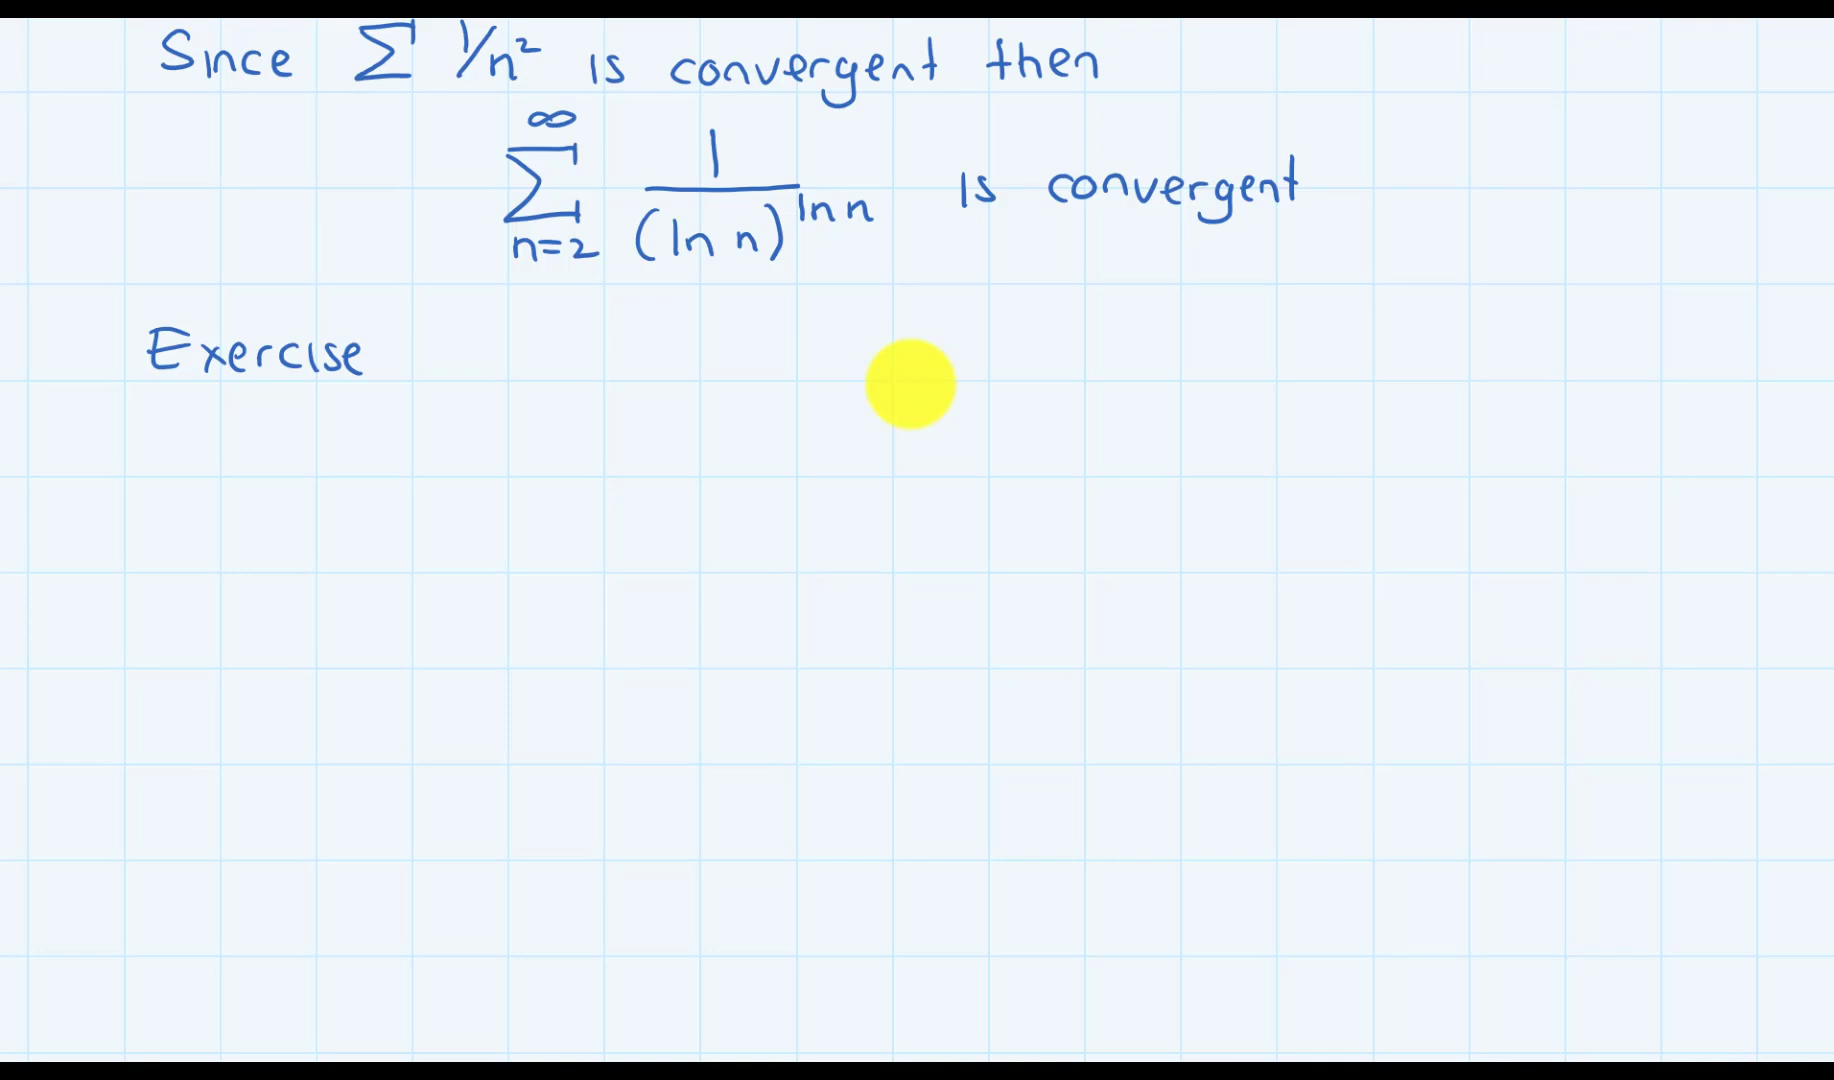 Since Σ 1/n² is convergent then
∞
Σ 1/(ln n)^ln n is convergent
n=2
Exercise